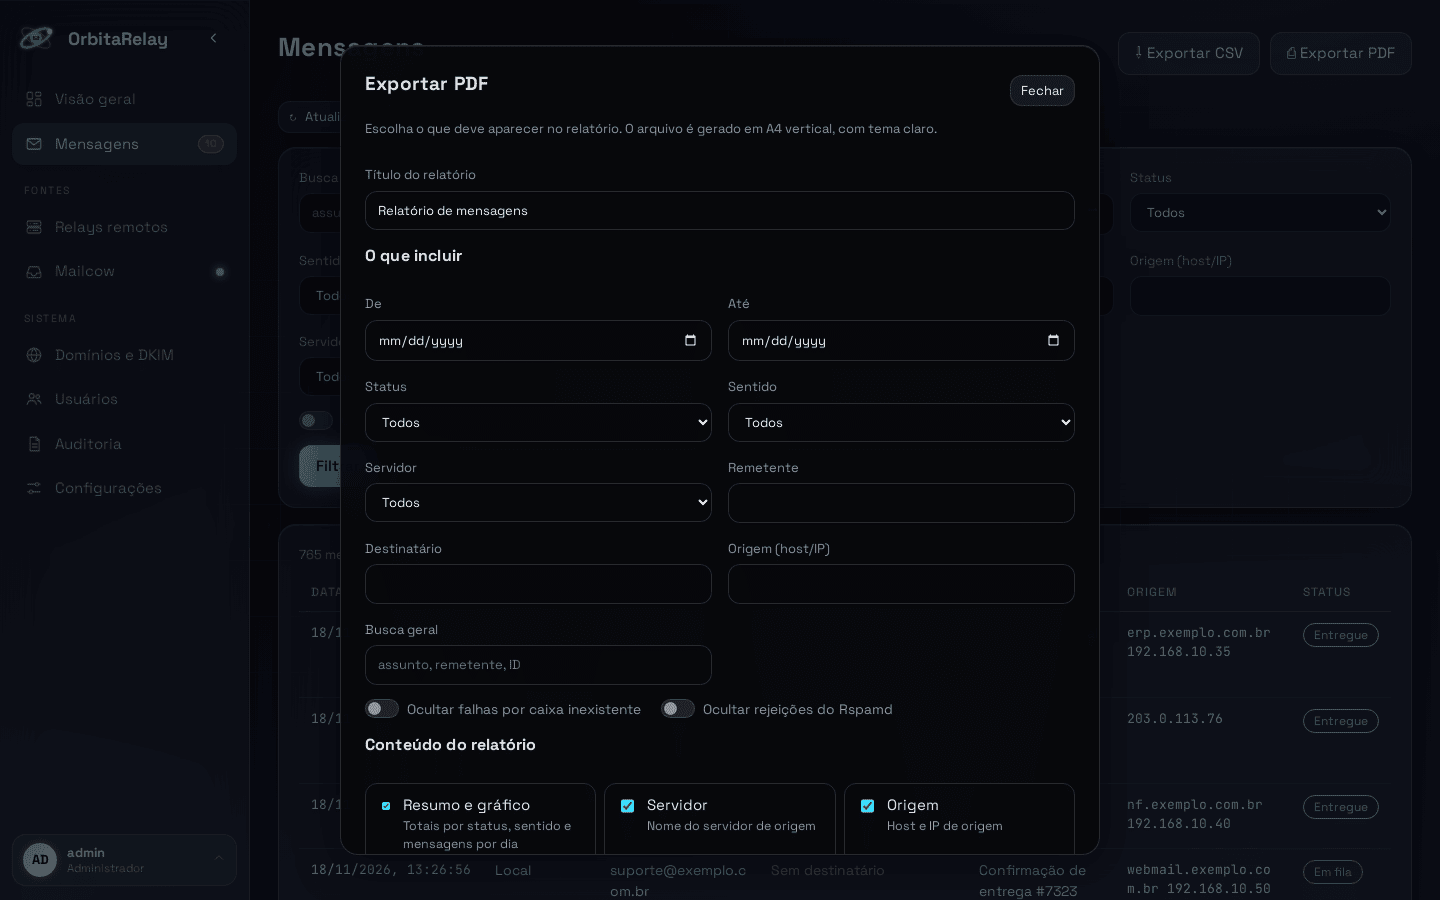 OrbitaRelay
Visão geral
Mensagens 10
FONTES
Relays remotos
Mailcow
SISTEMA
Domínios e DKIM
Usuários
Auditoria
Configurações
AD admin
Administrador
Mensagens
Exportar CSV
Exportar PDF
Busca
Status
Todos
Origem (host/IP)
765
ORIGEM
STATUS
erp.exemplo.com.br
192.168.10.35
Entregue
203.0.113.76
Entregue
nf.exemplo.com.br
192.168.10.40
Entregue
18/11/2026, 13:26:56
Local
suporte@exemplo.c
om.br
Sem destinatário
Confirmação de
entrega #7323
webmail.exemplo.co
m.br 192.168.10.50
Em fila
Exportar PDF
Fechar
Escolha o que deve aparecer no relatório. O arquivo é gerado em A4 vertical, com tema claro.
Título do relatório
Relatório de mensagens
O que incluir
De
mm/dd/yyyy
Até
mm/dd/yyyy
Status
Todos
Sentido
Todos
Servidor
Todos
Remetente
Destinatário
Origem (host/IP)
Busca geral
assunto, remetente, ID
Ocultar falhas por caixa inexistente
Ocultar rejeições do Rspamd
Conteúdo do relatório
Resumo e gráfico
Totais por status, sentido e
mensagens por dia
Servidor
Nome do servidor de origem
Origem
Host e IP de origem